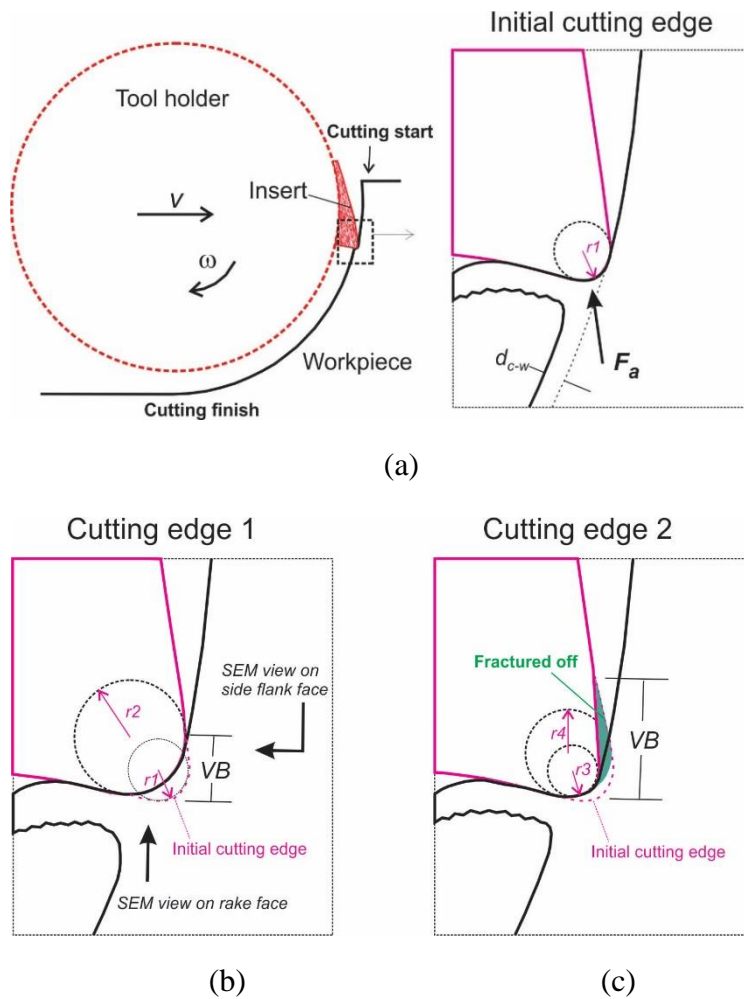 Initial cutting edge
Tool holder
Cutting start
v
Insert
ω
Workpiece
Cutting finish
r1
d_{c-w}
F_a
(a)
Cutting edge 1
SEM view on
side flank face
r2
VB
r1
Initial cutting edge
SEM view on rake face
(b)
Cutting edge 2
Fractured off
r4
VB
r3
Initial cutting edge
(c)